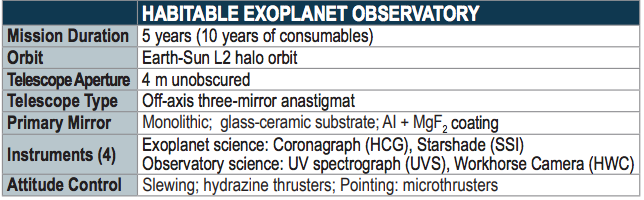 HABITABLE EXOPLANET OBSERVATORY
Mission Duration 5 years (10 years of consumables)
Orbit Earth-Sun L2 halo orbit
Telescope Aperture 4 m unobscured
Telescope Type Off-axis three-mirror anastigmat
Primary Mirror Monolithic; glass-ceramic substrate; Al + MgF2 coating
Instruments (4) Exoplanet science: Coronagraph (HCG), Starshade (SSI)
Observatory science: UV spectrograph (UVS), Workhorse Camera (HWC)
Attitude Control Slewing; hydrazine thrusters; Pointing: microthrusters